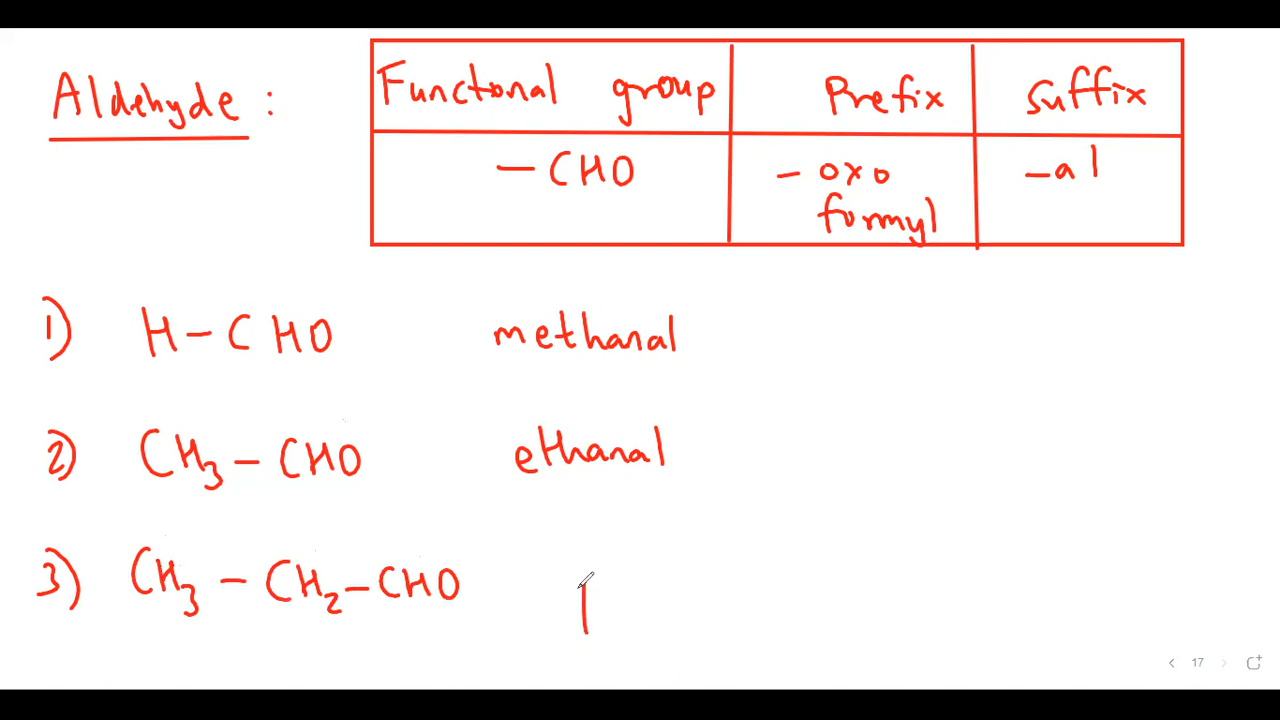 Aldehyde :
Functional group Prefix Suffix
– CHO – oxo – al
formyl
1) H – CHO methanal
2) CH₃ – CHO ethanal
3) CH₃ – CH₂ – CHO
17